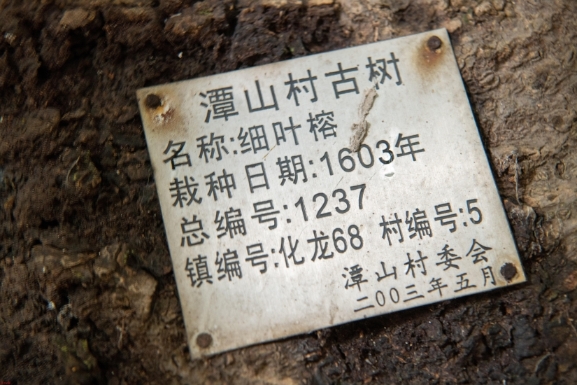 潭山村古树
名称:细叶榕
栽种日期:1603年
总编号:1237
镇编号:化龙68 村编号:5
潭山村委会
二00三年五月